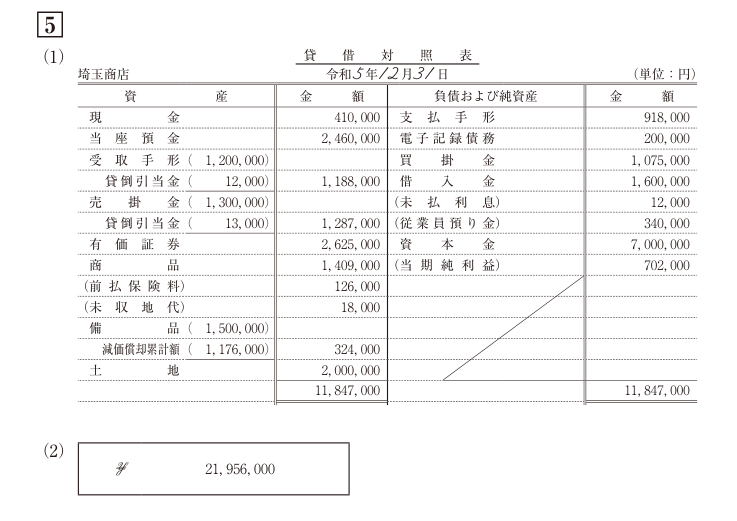 5
(1)
貸借対照表
埼玉商店 令和5年12月31日 (単位：円)
資産 金額 負債および純資産 金額
現金 410,000 支払手形 918,000
当座預金 2,460,000 電子記録債務 200,000
受取手形 ( 1,200,000) 買掛金 1,075,000
貸倒引当金 ( 12,000) 1,188,000 借入金 1,600,000
売掛金 ( 1,300,000) (未払利息) 12,000
貸倒引当金 ( 13,000) 1,287,000 (従業員預り金) 340,000
有価証券 2,625,000 資本金 7,000,000
商品 1,409,000 (当期純利益) 702,000
(前払保険料) 126,000
(未収地代) 18,000
備品 ( 1,500,000)
減価償却累計額 ( 1,176,000) 324,000
土地 2,000,000
11,847,000 11,847,000
(2)
¥ 21,956,000